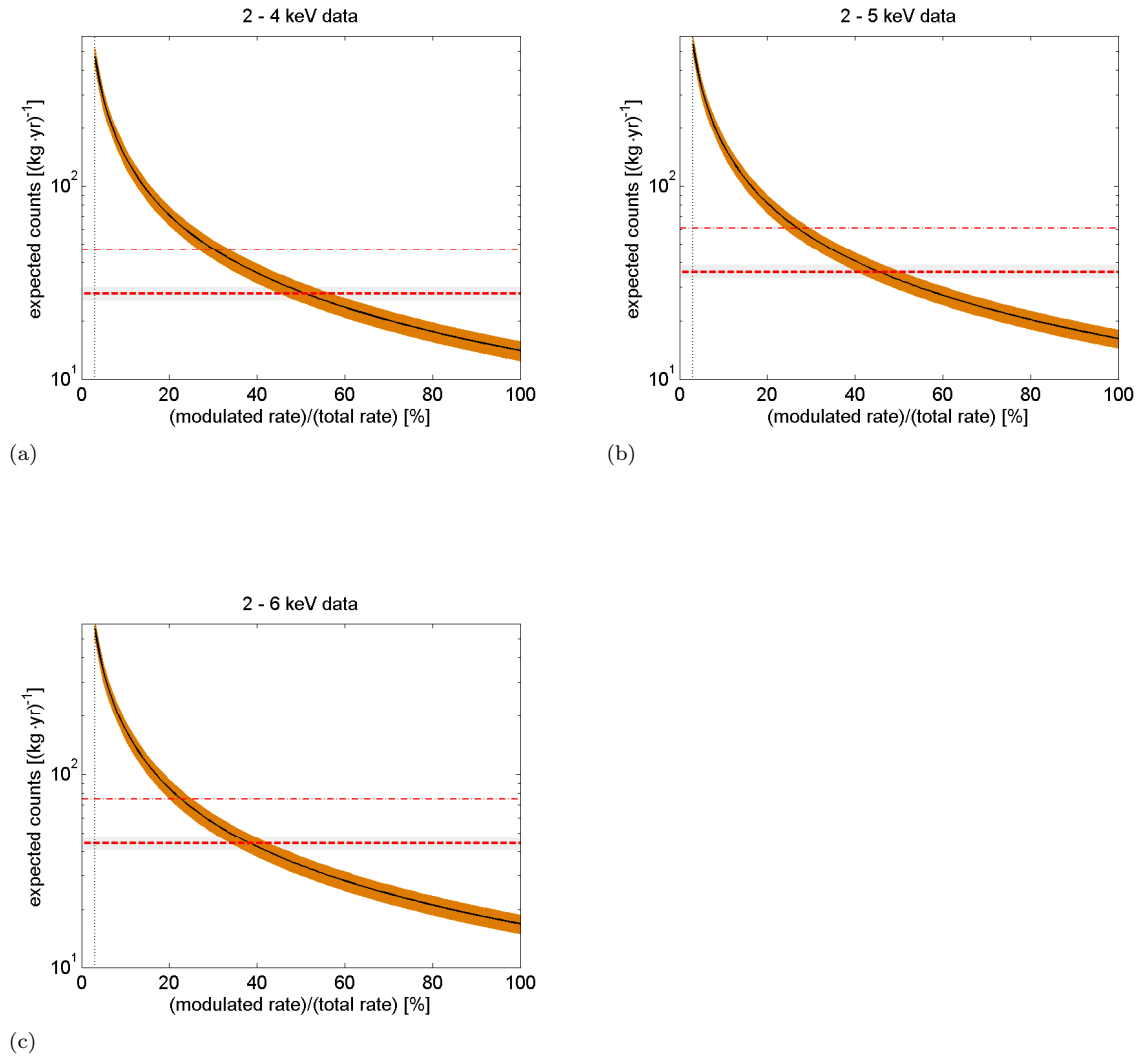 2 - 4 keV data
expected counts [(kg·yr)⁻¹]
10²
10¹
0 20 40 60 80 100
(modulated rate)/(total rate) [%]
(a)
2 - 5 keV data
expected counts [(kg·yr)⁻¹]
10²
10¹
0 20 40 60 80 100
(modulated rate)/(total rate) [%]
(b)
2 - 6 keV data
expected counts [(kg·yr)⁻¹]
10²
10¹
0 20 40 60 80 100
(modulated rate)/(total rate) [%]
(c)